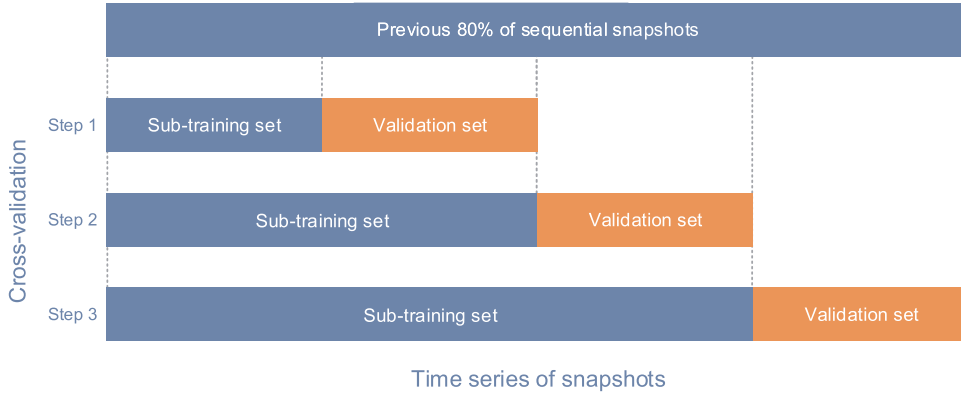 Previous 80% of sequential snapshots
Cross-validation
Step 1
Sub-training set
Validation set
Step 2
Sub-training set
Validation set
Step 3
Sub-training set
Validation set
Time series of snapshots